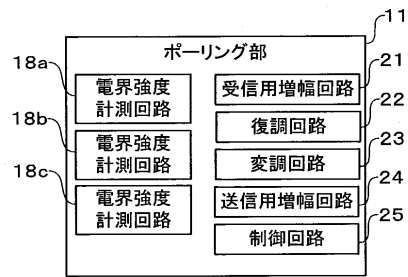 11
ポーリング部
18a
電界強度
計測回路
18b
電界強度
計測回路
18c
電界強度
計測回路
受信用増幅回路
21
復調回路
22
変調回路
23
送信用増幅回路
24
制御回路
25